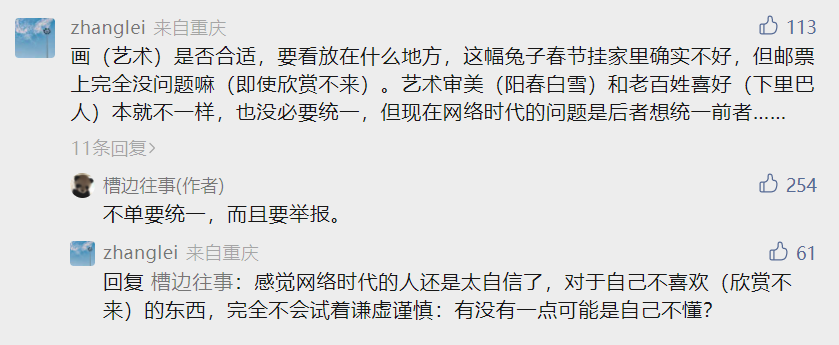 zhanglei 来自重庆 113
画（艺术）是否合适，要看放在什么地方，这幅兔子春节挂家里确实不好，但邮票
上完全没问题嘛（即使欣赏不来）。艺术审美（阳春白雪）和老百姓喜好（下里巴
人）本就不一样，也没必要统一，但现在网络时代的问题是后者想统一前者......
11条回复>
槽边往事(作者) 254
不单要统一，而且要举报。
zhanglei 来自重庆 61
回复 槽边往事：感觉网络时代的人还是太自信了，对于自己不喜欢（欣赏不
来）的东西，完全不会试着谦虚谨慎：有没有一点可能是自己不懂？